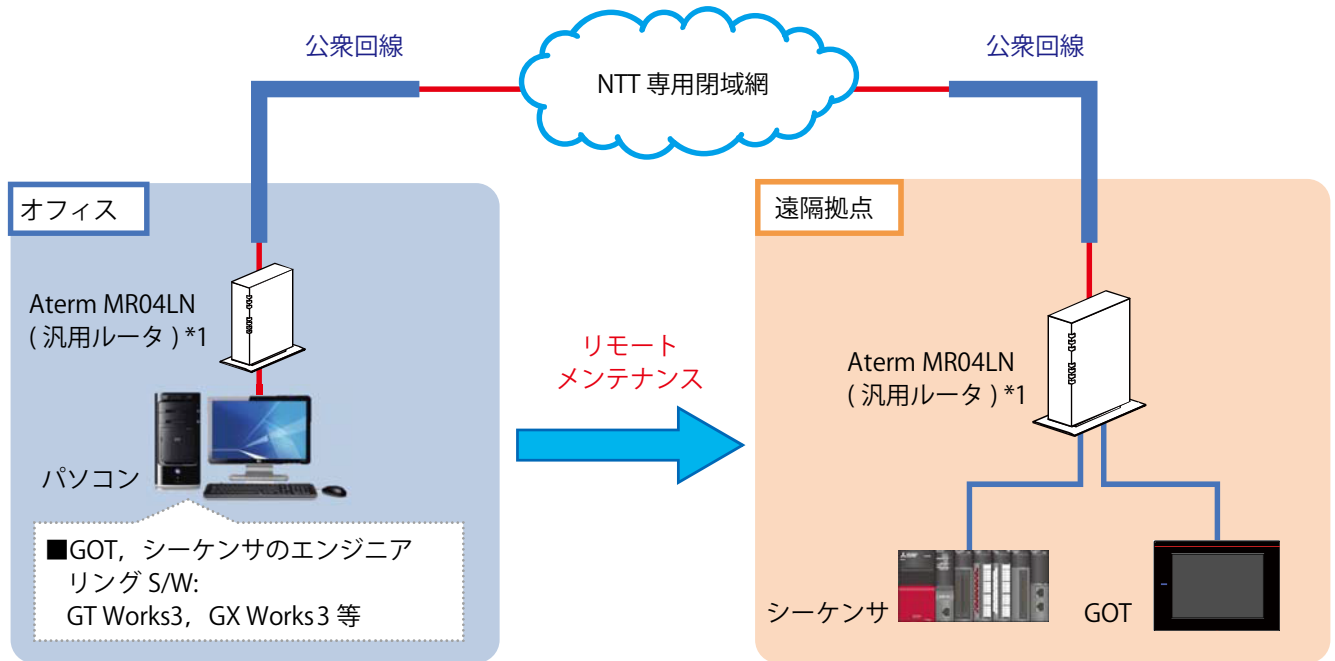 公衆回線
公衆回線
NTT 専用閉域網
オフィス
遠隔拠点
Aterm MR04LN
( 汎用ルータ ) *1
リモート
メンテナンス
Aterm MR04LN
( 汎用ルータ ) *1
パソコン
■GOT，シーケンサのエンジニア
リング S/W:
GT Works3，GX Works3 等
シーケンサ
GOT